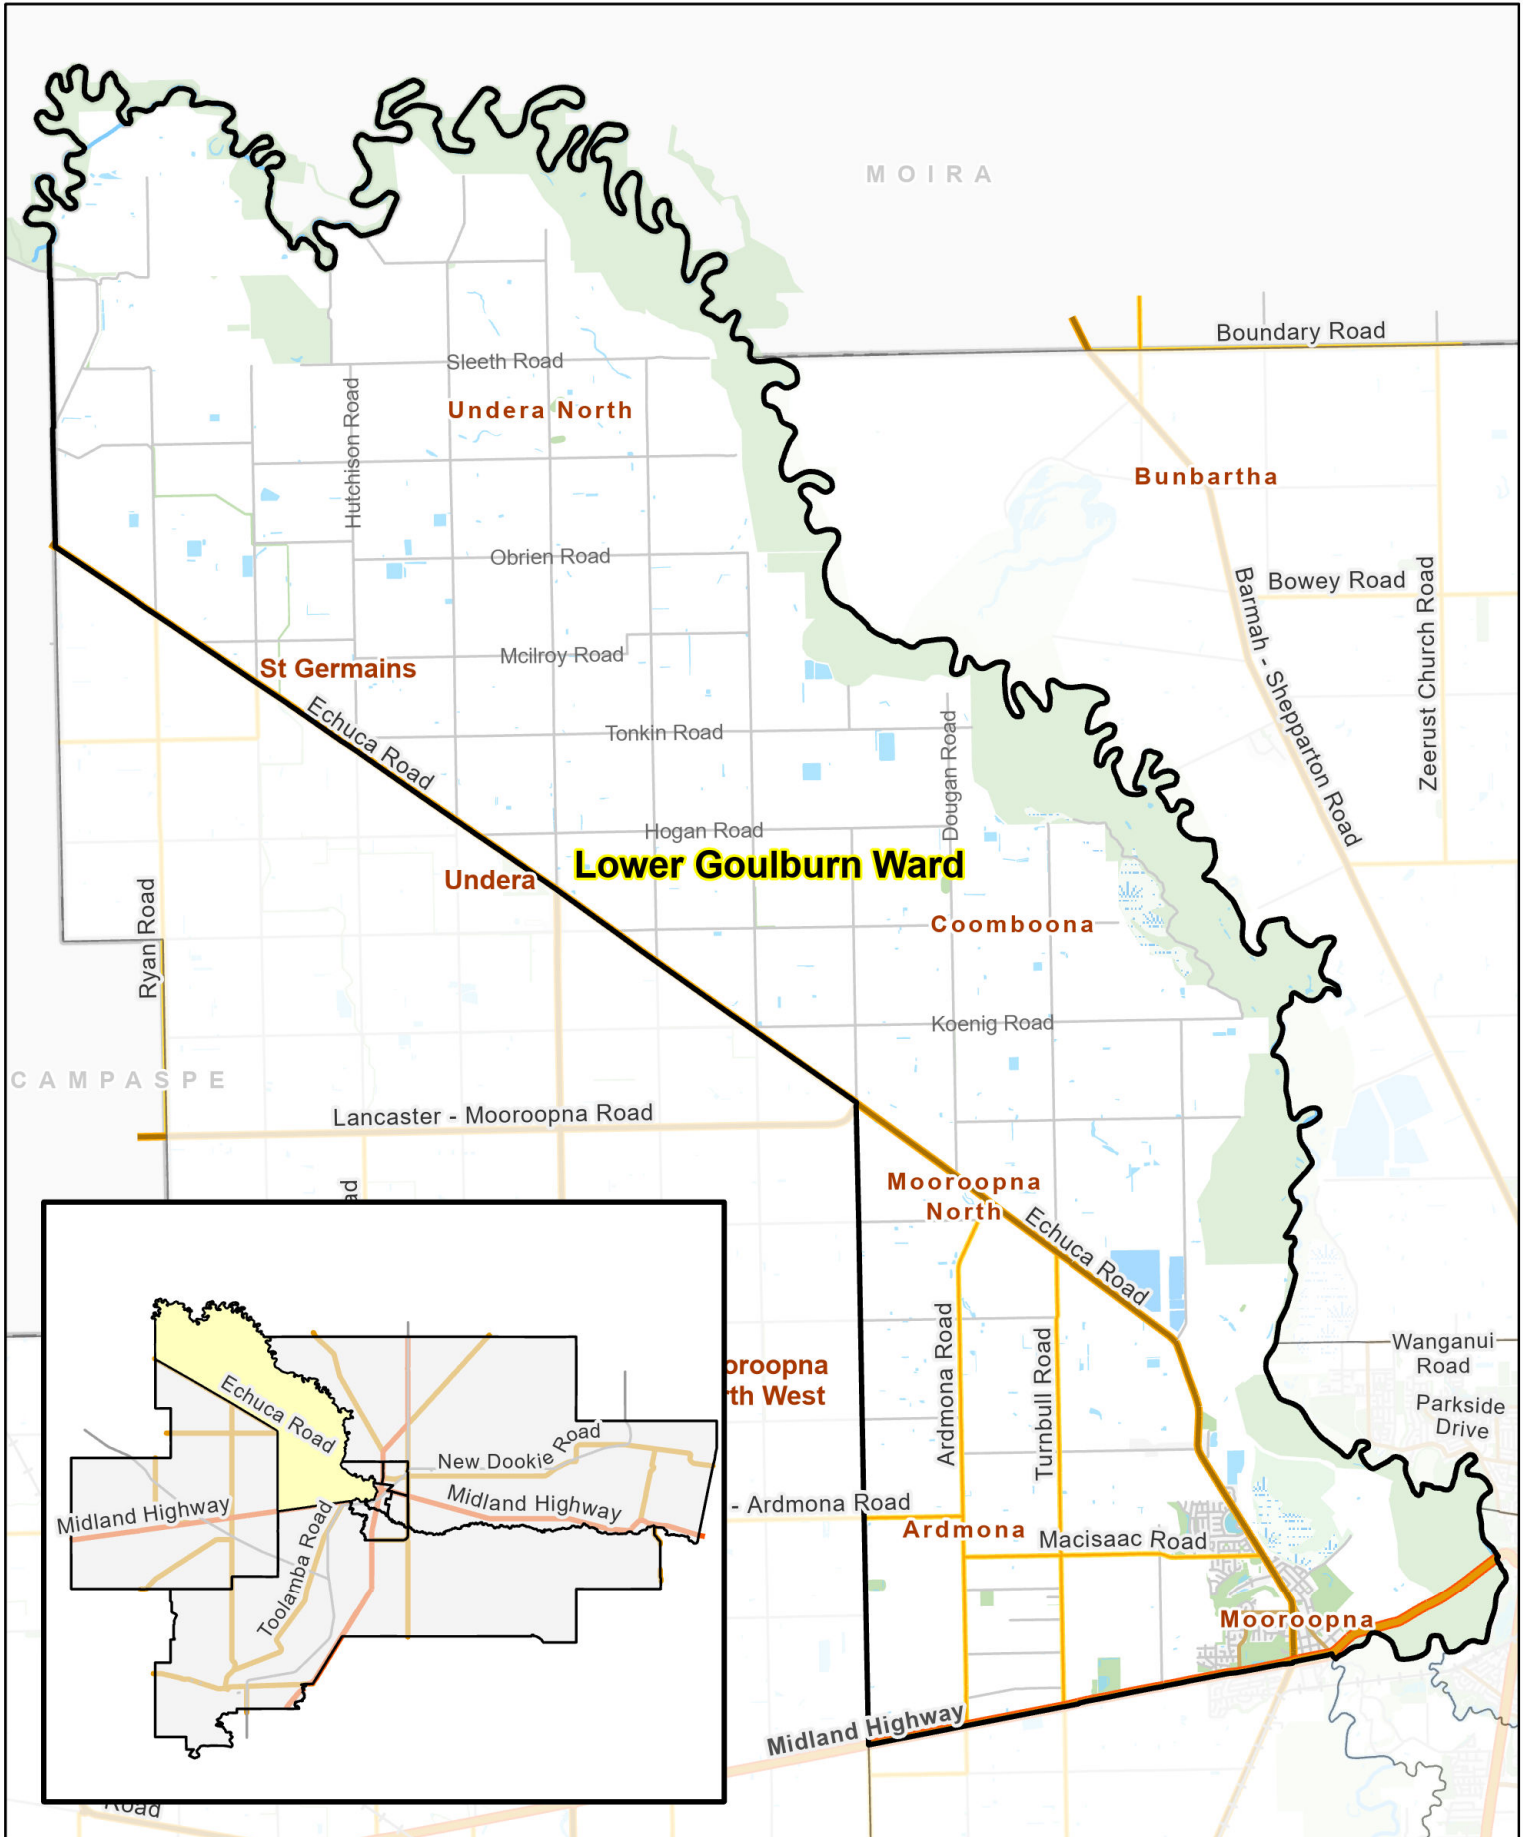 MOIRA
Boundary Road
Sleeth Road
Undera North
Hutchison Road
Bunbartha
Obrien Road
Bowey Road
Zeerust Church Road
Barmah - Shepparton Road
Mcilroy Road
St Germains
Echuca Road
Tonkin Road
Dougan Road
Hogan Road
Lower Goulburn Ward
Undera
Ryan Road
Coomboona
Koenig Road
CAMPASPE
Lancaster - Mooroopna Road
Mooroopna
North
Echuca Road
ad
Ardmona Road
Turnbull Road
Wanganui
Road
oroopna
th West
Parkside
Drive
- Ardmona Road
Ardmona
Macisaac Road
Mooroopna
Midland Highway
Echuca Road
New Dookie Road
Midland Highway
Midland Highway
Toolamba Road
Road